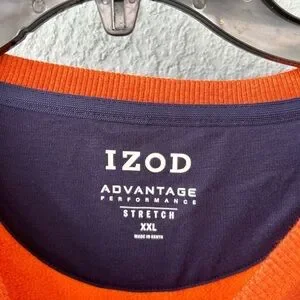 IZOD
ADVANTAGE
PERFORMANCE
STRETCH
XXL
MADE IN KENYA